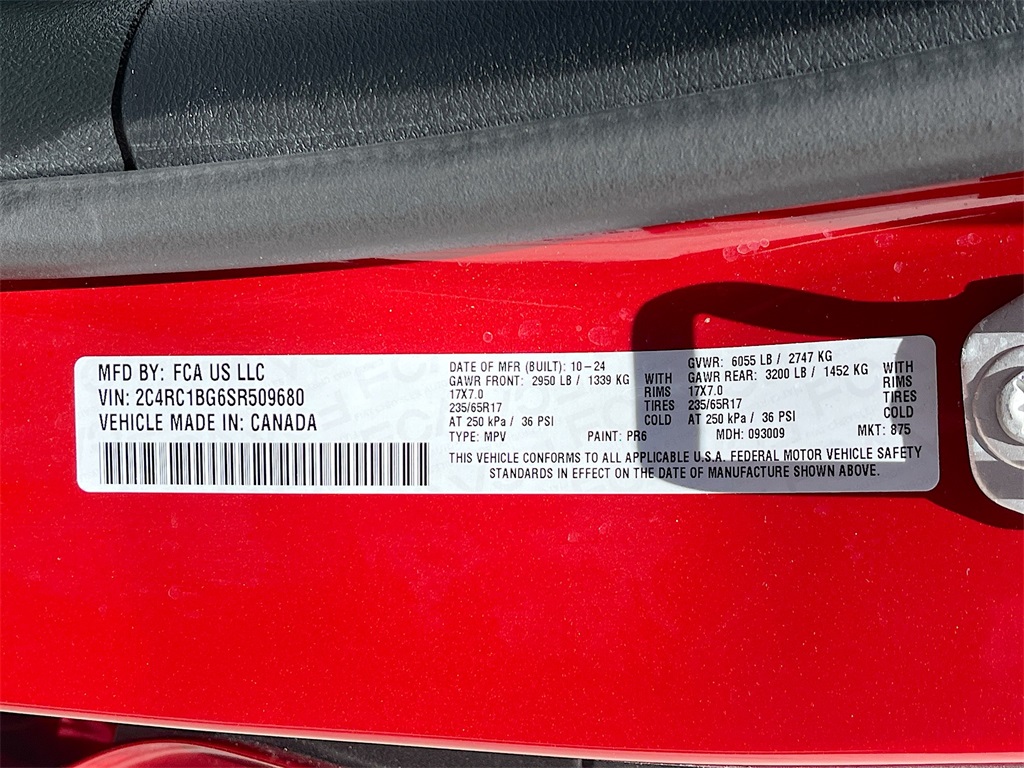 MFD BY: FCA US LLC
VIN: 2C4RC1BG6SR509680
VEHICLE MADE IN: CANADA
DATE OF MFR (BUILT): 10-24
GAWR FRONT: 2950 LB / 1339 KG WITH
17X7.0 RIMS
235/65R17 TIRES
AT 250 kPa / 36 PSI COLD
TYPE: MPV PAINT: PR6
GVWR: 6055 LB / 2747 KG
GAWR REAR: 3200 LB / 1452 KG WITH
17X7.0 RIMS
235/65R17 TIRES
AT 250 kPa / 36 PSI COLD
MDH: 093009 MKT: 875
THIS VEHICLE CONFORMS TO ALL APPLICABLE U.S.A. FEDERAL MOTOR VEHICLE SAFETY
STANDARDS IN EFFECT ON THE DATE OF MANUFACTURE SHOWN ABOVE.